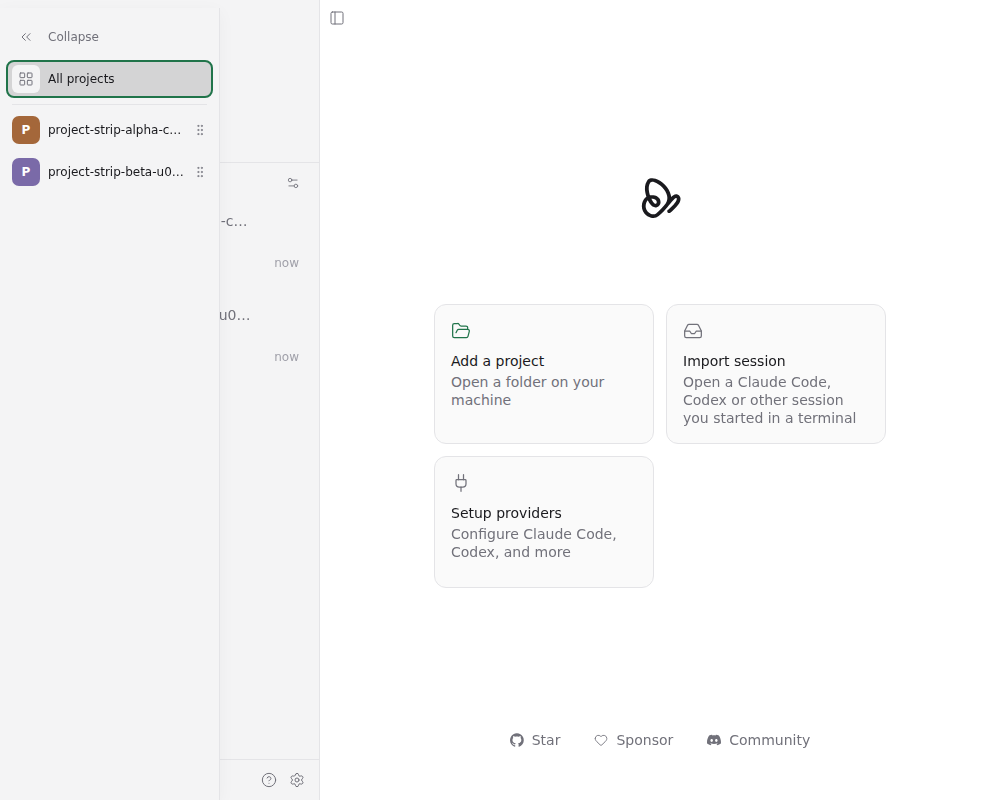 Collapse
All projects
P project-strip-alpha-c...
P project-strip-beta-u0...
-c...
now
u0...
now
Add a project
Open a folder on your
machine
Import session
Open a Claude Code,
Codex or other session
you started in a terminal
Setup providers
Configure Claude Code,
Codex, and more
Star
Sponsor
Community